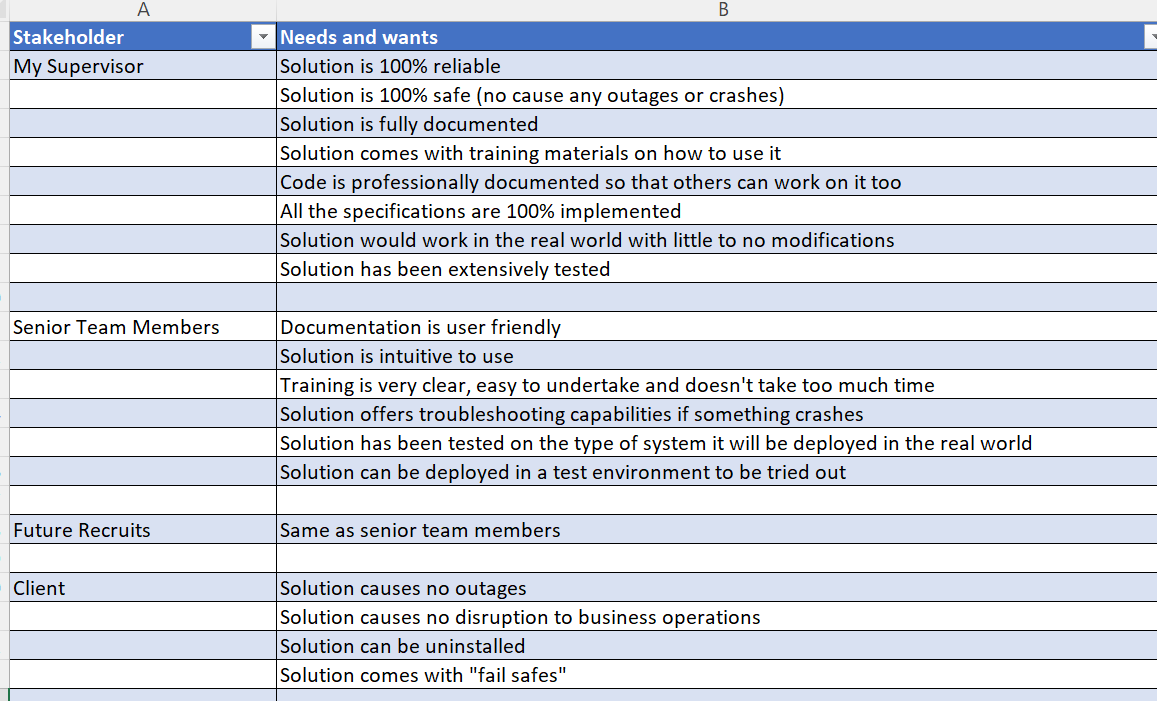 A B
Stakeholder Needs and wants
My Supervisor Solution is 100% reliable
Solution is 100% safe (no cause any outages or crashes)
Solution is fully documented
Solution comes with training materials on how to use it
Code is professionally documented so that others can work on it too
All the specifications are 100% implemented
Solution would work in the real world with little to no modifications
Solution has been extensively tested
Senior Team Members Documentation is user friendly
Solution is intuitive to use
Training is very clear, easy to undertake and doesn't take too much time
Solution offers troubleshooting capabilities if something crashes
Solution has been tested on the type of system it will be deployed in the real world
Solution can be deployed in a test environment to be tried out
Future Recruits Same as senior team members
Client Solution causes no outages
Solution causes no disruption to business operations
Solution can be uninstalled
Solution comes with "fail safes"